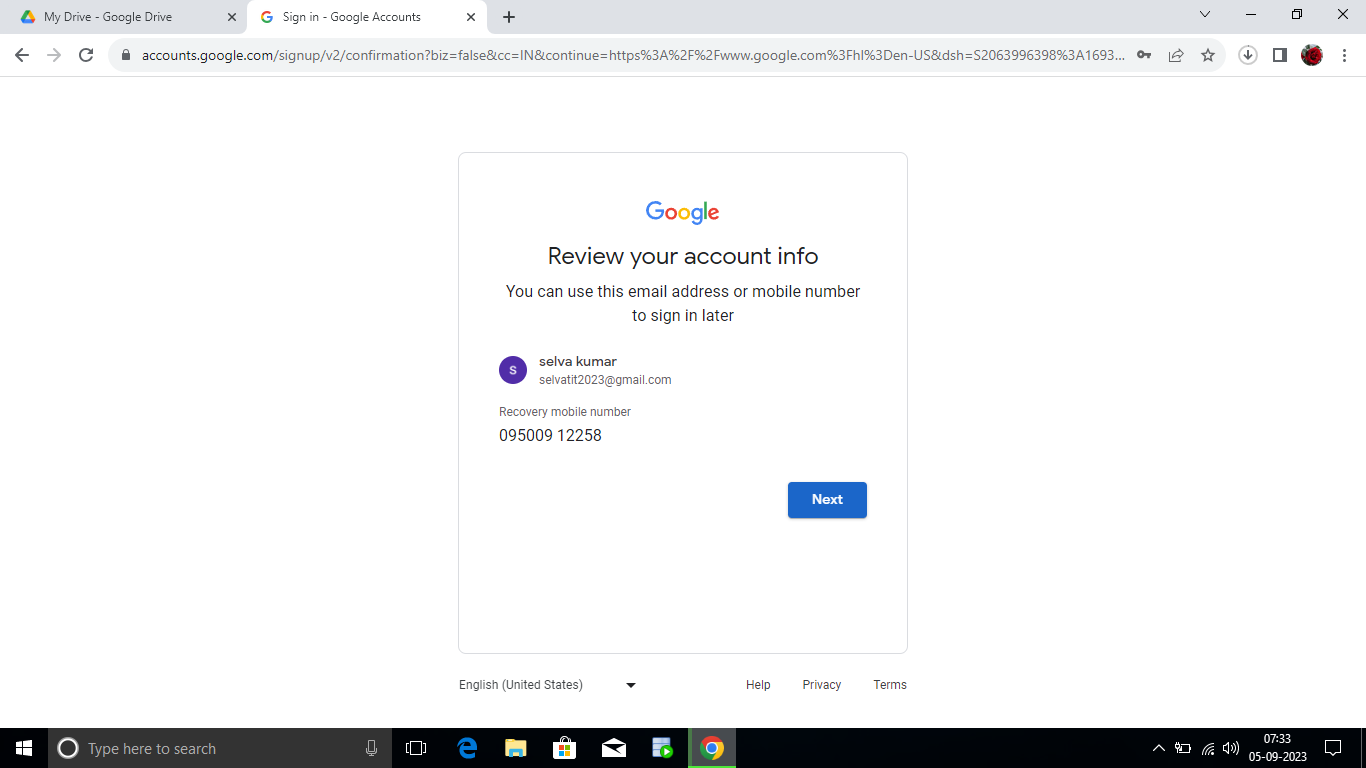 My Drive - Google Drive
Sign in - Google Accounts
accounts.google.com/signup/v2/confirmation?biz=false&cc=IN&continue=https%3A%2F%2Fwww.google.com%3Fhl%3Den-US&dsh=S2063996398%3A1693...
Google
Review your account info
You can use this email address or mobile number
to sign in later
S
selva kumar
selvatit2023@gmail.com
Recovery mobile number
095009 12258
Next
English (United States)
Help
Privacy
Terms
Type here to search
07:33
05-09-2023